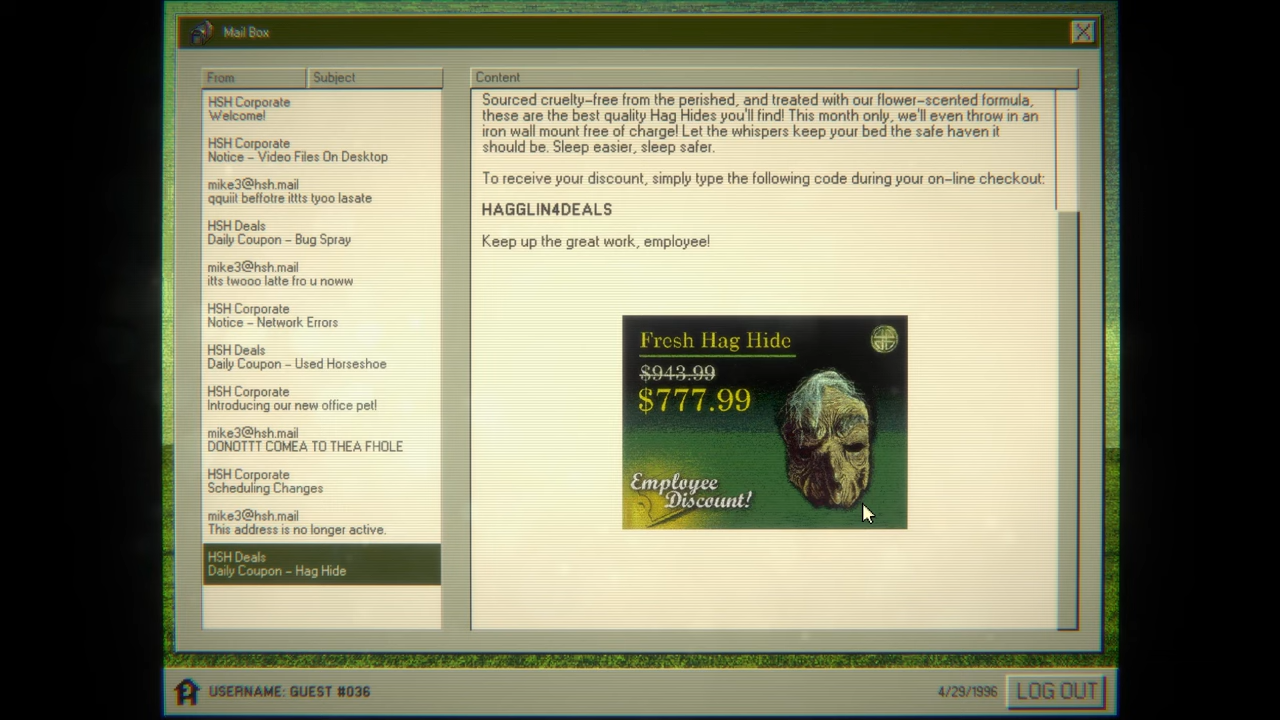 Mail Box
From
Subject
Content
HSH Corporate
Welcome!
HSH Corporate
Notice - Video Files On Desktop
mike3@hsh.mail
qquiit beffotre ittts tyoo lasate
HSH Deals
Daily Coupon - Bug Spray
mike3@hsh.mail
itts twooo latte fro u noww
HSH Corporate
Notice - Network Errors
HSH Deals
Daily Coupon - Used Horseshoe
HSH Corporate
Introducing our new office pet!
mike3@hsh.mail
DONOTTT COMEA TO THEA FHOLE
HSH Corporate
Scheduling Changes
mike3@hsh.mail
This address is no longer active.
HSH Deals
Daily Coupon - Hag Hide
Sourced cruelty-free from the perished, and treated with our flower-scented formula,
these are the best quality Hag Hides you'll find! This month only, we'll even throw in an
iron wall mount free of charge! Let the whispers keep your bed the safe haven it
should be. Sleep easier, sleep safer.
To receive your discount, simply type the following code during your on-line checkout:
HAGGLIN4DEALS
Keep up the great work, employee!
Fresh Hag Hide
$943.99
$777.99
Employee
Discount!
USERNAME: GUEST #036
4/29/1996
LOG OUT